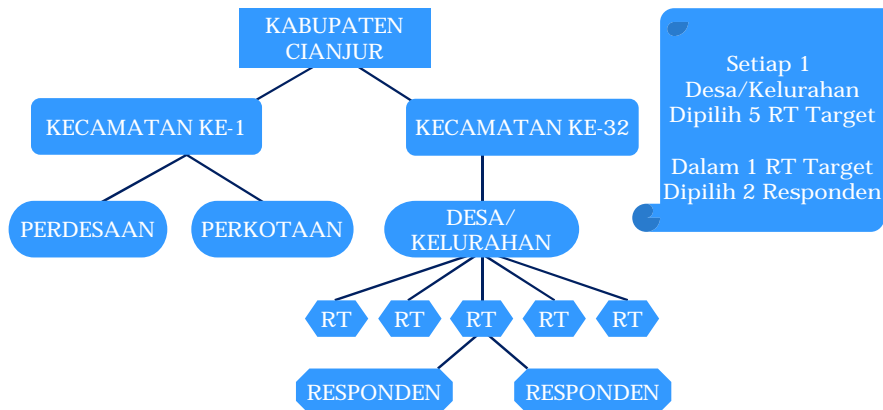 KABUPATEN
CIANJUR
Setiap 1
Desa/Kelurahan
Dipilih 5 RT Target
Dalam 1 RT Target
Dipilih 2 Responden
KECAMATAN KE-1
KECAMATAN KE-32
PERDESAAN
PERKOTAAN
DESA/
KELURAHAN
RT
RT
RT
RT
RT
RESPONDEN
RESPONDEN